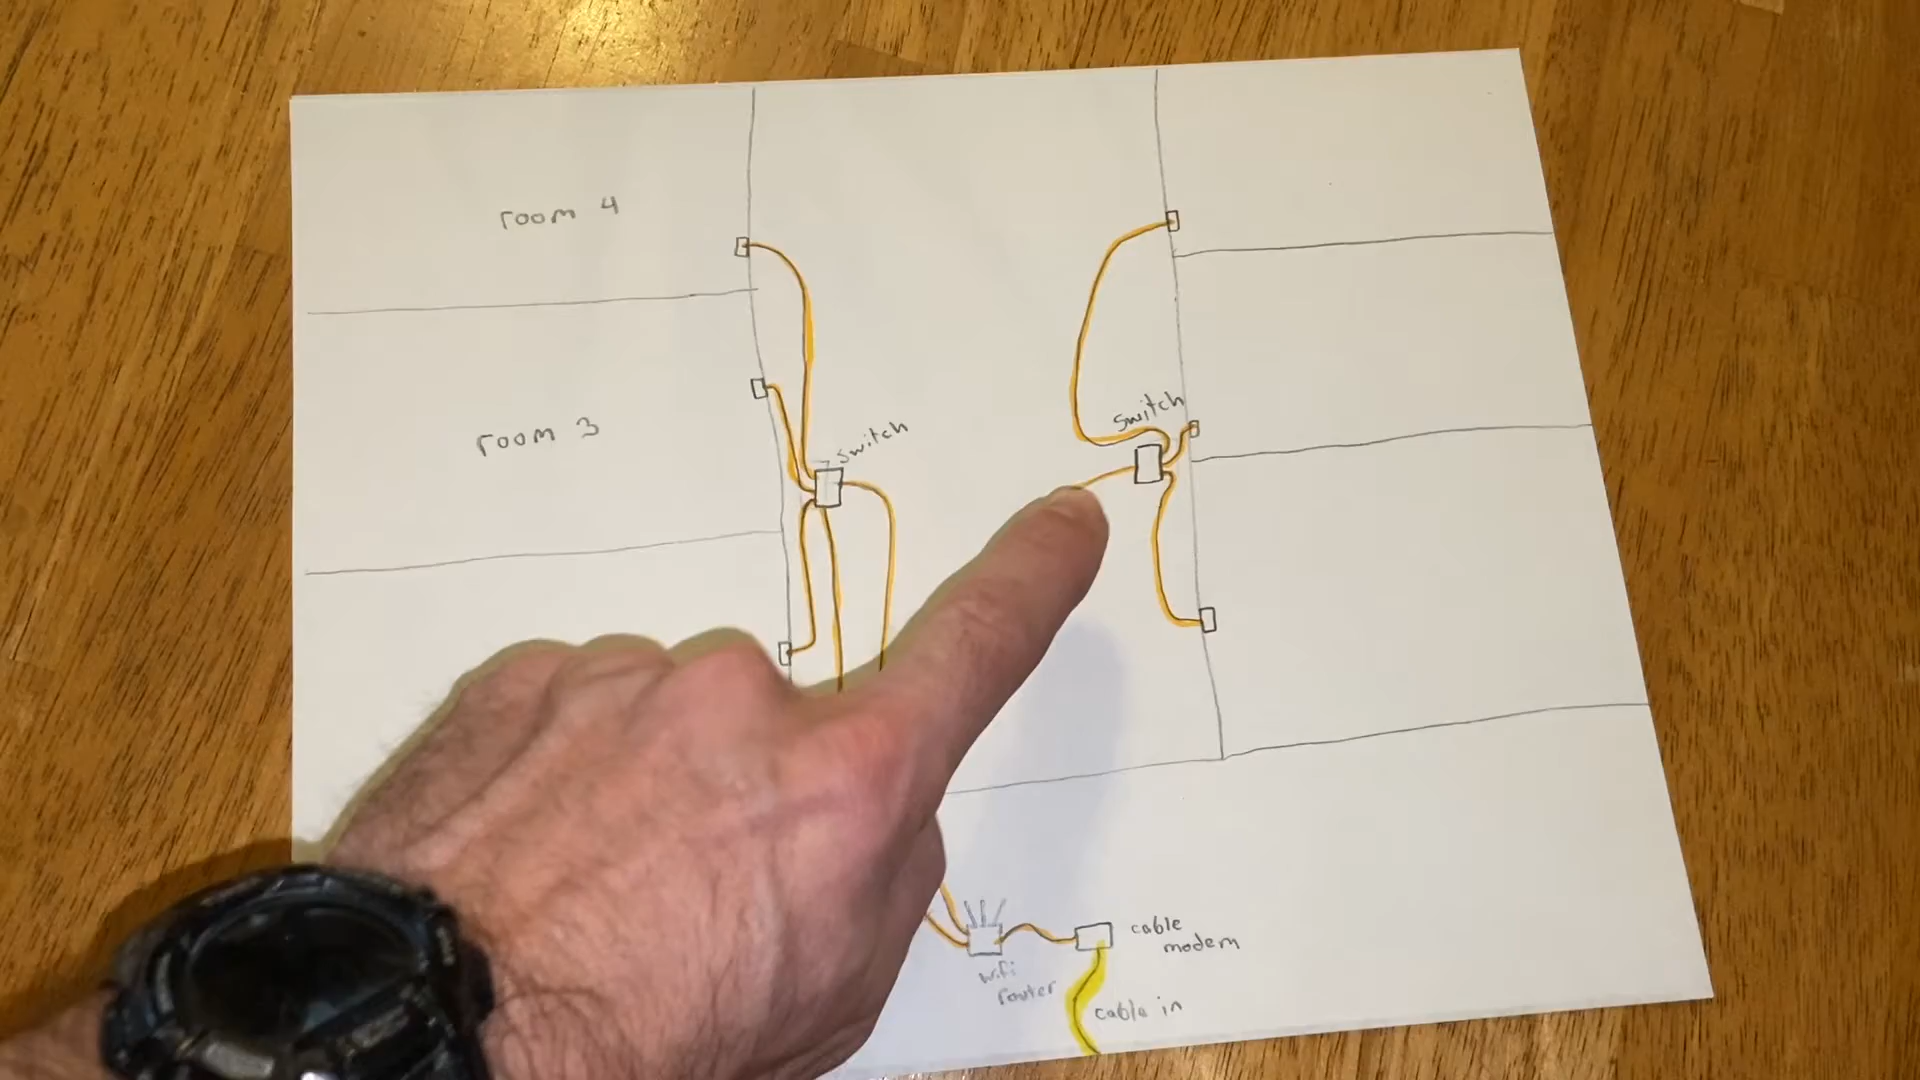 room 4
room 3
switch
switch
cable
modem
wifi
router
cable in